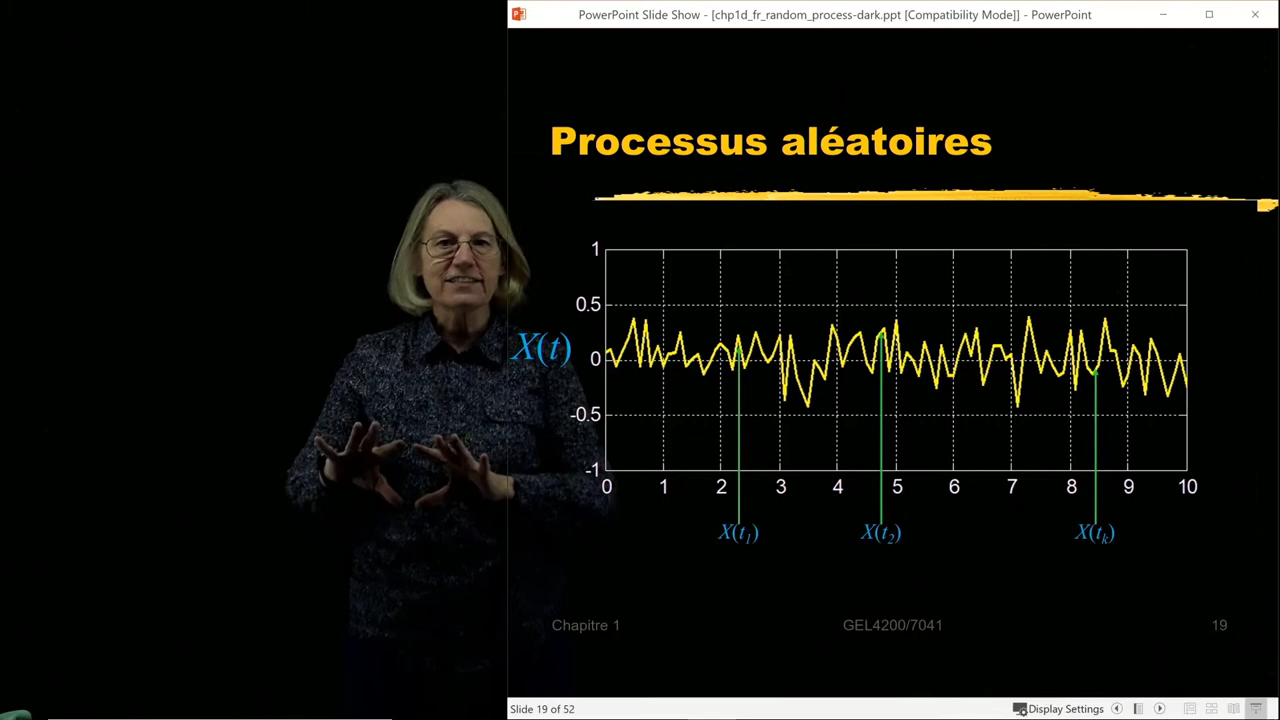 PowerPoint Slide Show - [chp1d_fr_random_process-dark.ppt [Compatibility Mode]] - PowerPoint
Processus aléatoires
1
0.5
X(t)
0
-0.5
-1
0 1 2 3 4 5 6 7 8 9 10
X(t1) X(t2) X(tk)
Chapitre 1 GEL4200/7041 19
Slide 19 of 52 Display Settings